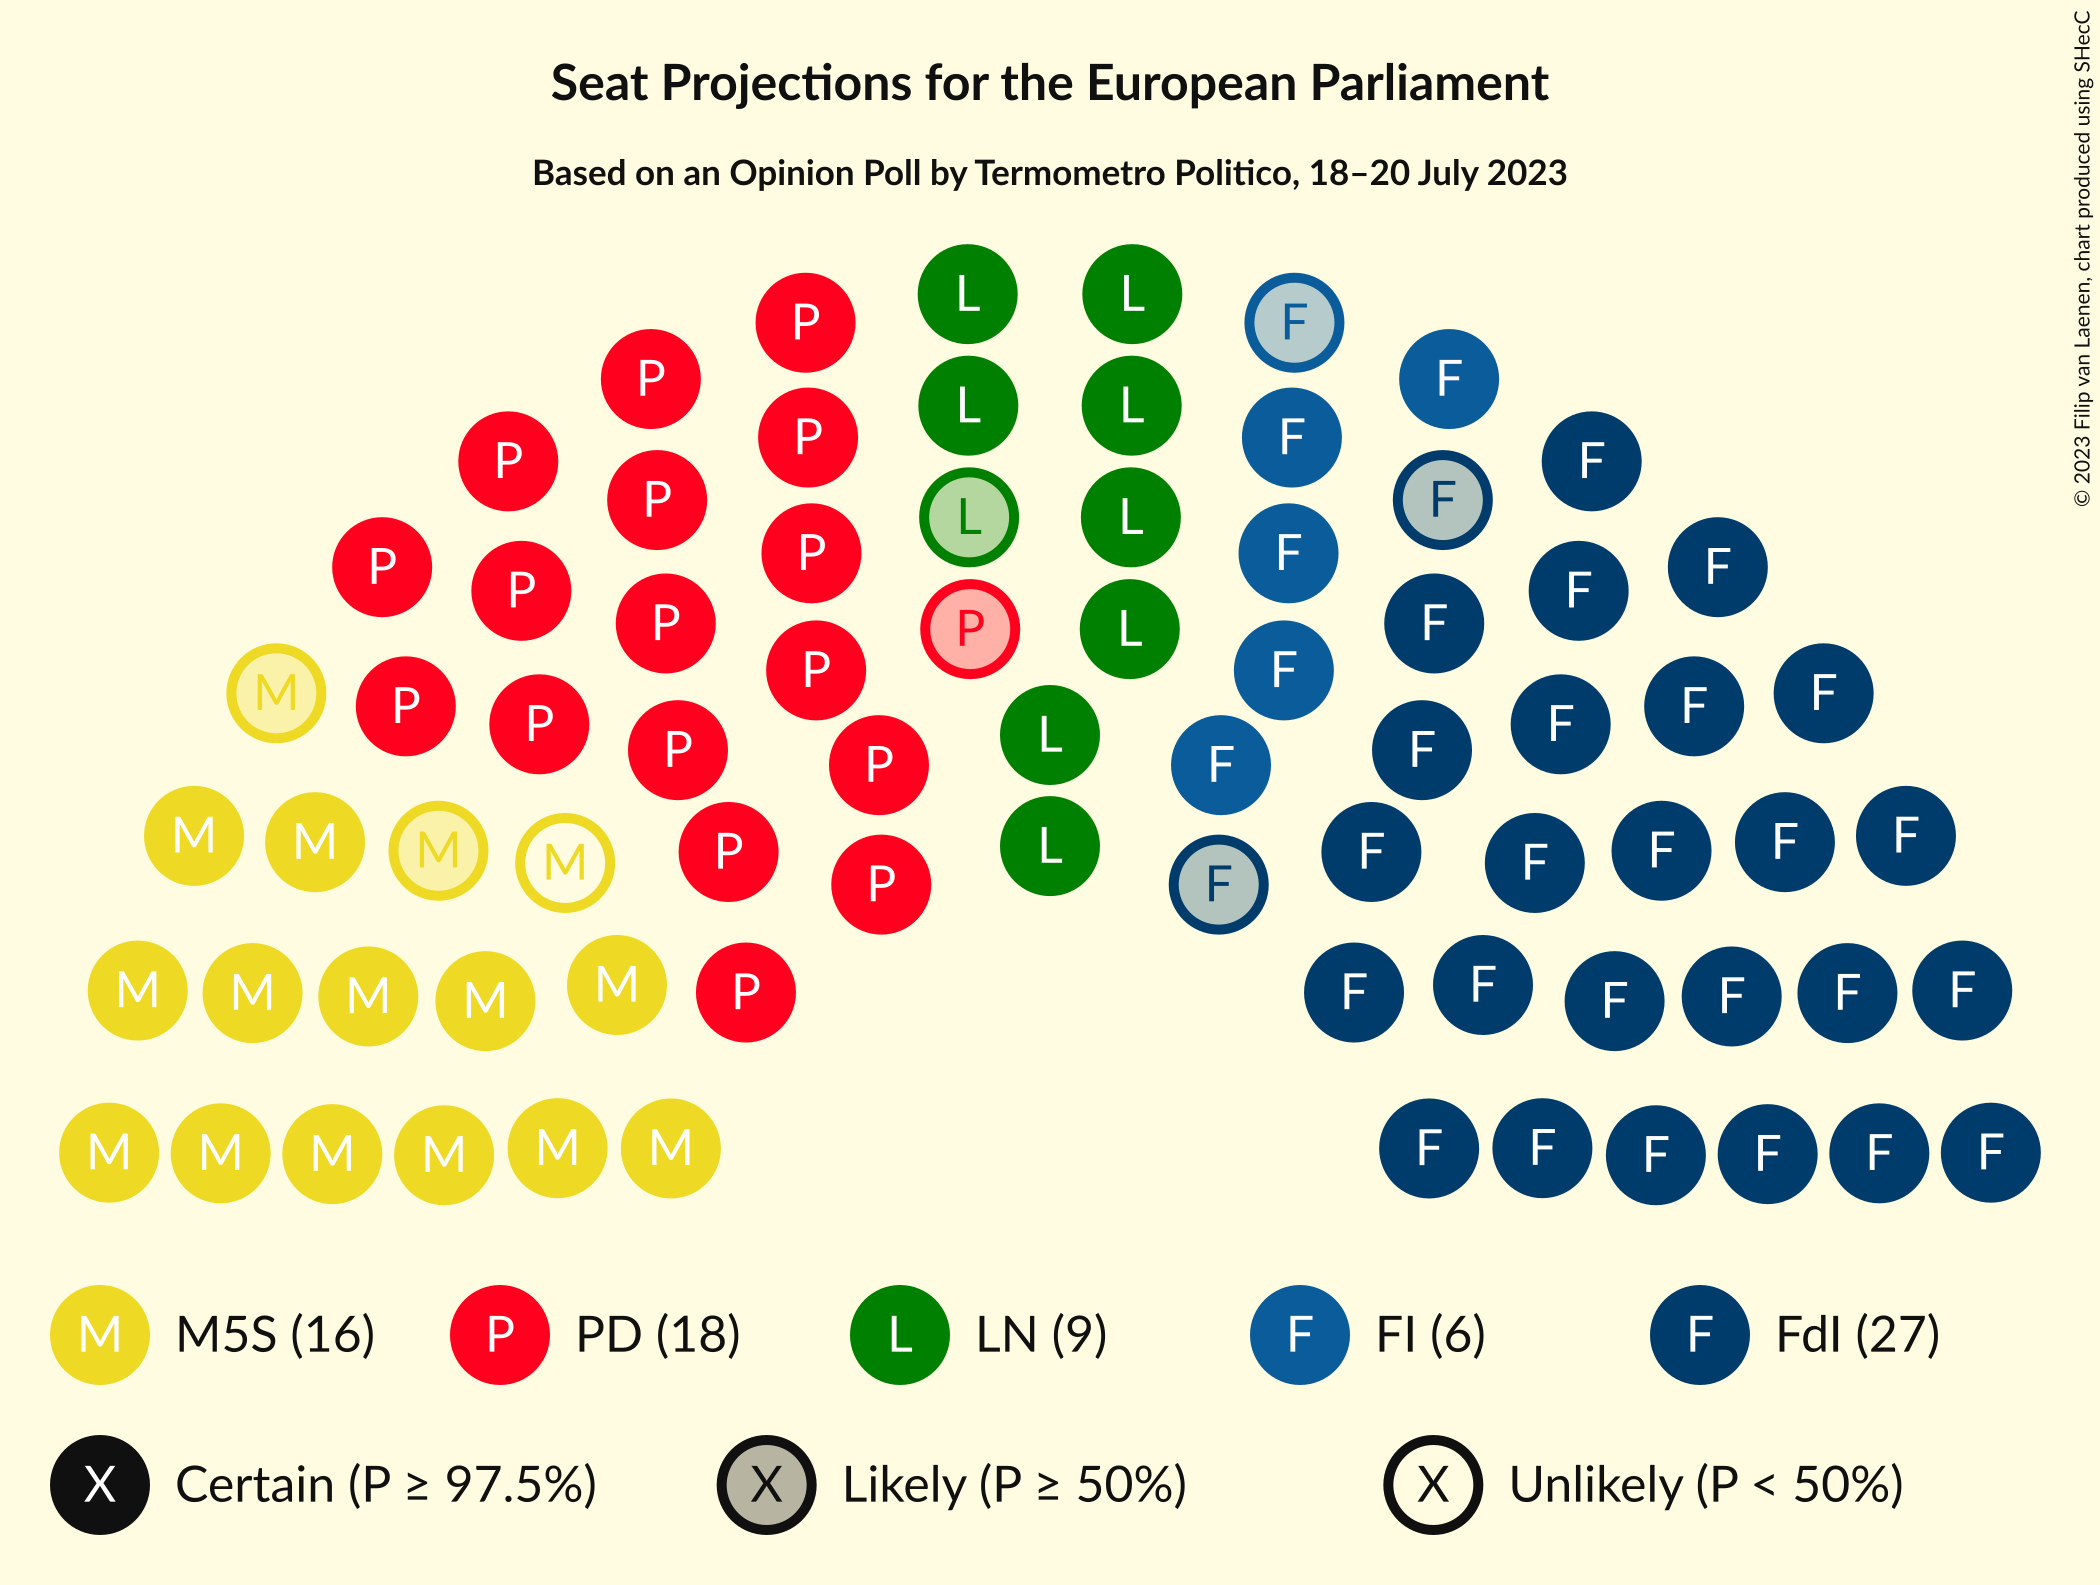 Seat Projections for the European Parliament
Based on an Opinion Poll by Termometro Politico, 18–20 July 2023
© 2023 Filip van Laenen, chart produced using SHecC
L L
P F
P F
L L
P F
P F
P F
L L
P F
P F
P F
P F
P L
P F
P F
M F
P F
P F
P F
L
P F
M F
M F
M F
M F
L
P F
P F
M F
M F
M F
M F
M F
P F
M M M M M M F F F F F F
M M5S (16) P PD (18) L LN (9) F FI (6) F FdI (27)
X Certain (P ≥ 97.5%) X Likely (P ≥ 50%) X Unlikely (P < 50%)